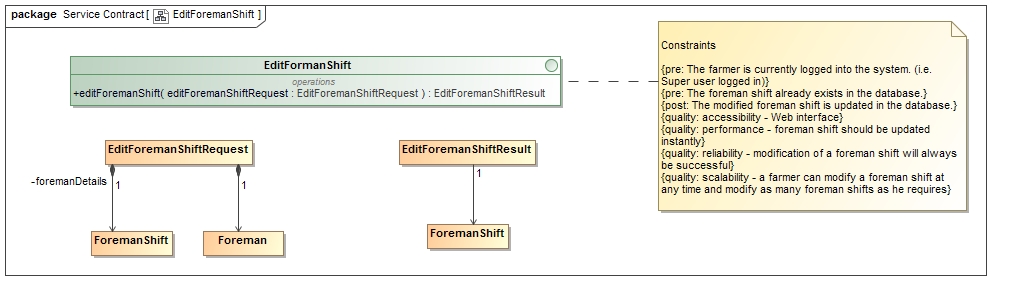 package Service Contract [ EditForemanShift ]
EditFormanShift
operations
+editForemanShift( editForemanShiftRequest : EditForemanShiftRequest ) : EditForemanShiftResult
Constraints
{pre: The farmer is currently logged into the system. (i.e.
Super user logged in)}
{pre: The foreman shift already exists in the database.}
{post: The modified foreman shift is updated in the database.}
{quality: accessibility - Web interface}
{quality: performance - foreman shift should be updated
instantly}
{quality: reliability - modification of a foreman shift will always
be successful}
{quality: scalability - a farmer can modify a foreman shift at
any time and modify as many foreman shifts as he requires}
EditForemanShiftRequest
EditForemanShiftResult
-foremanDetails
1
1
1
ForemanShift
Foreman
ForemanShift